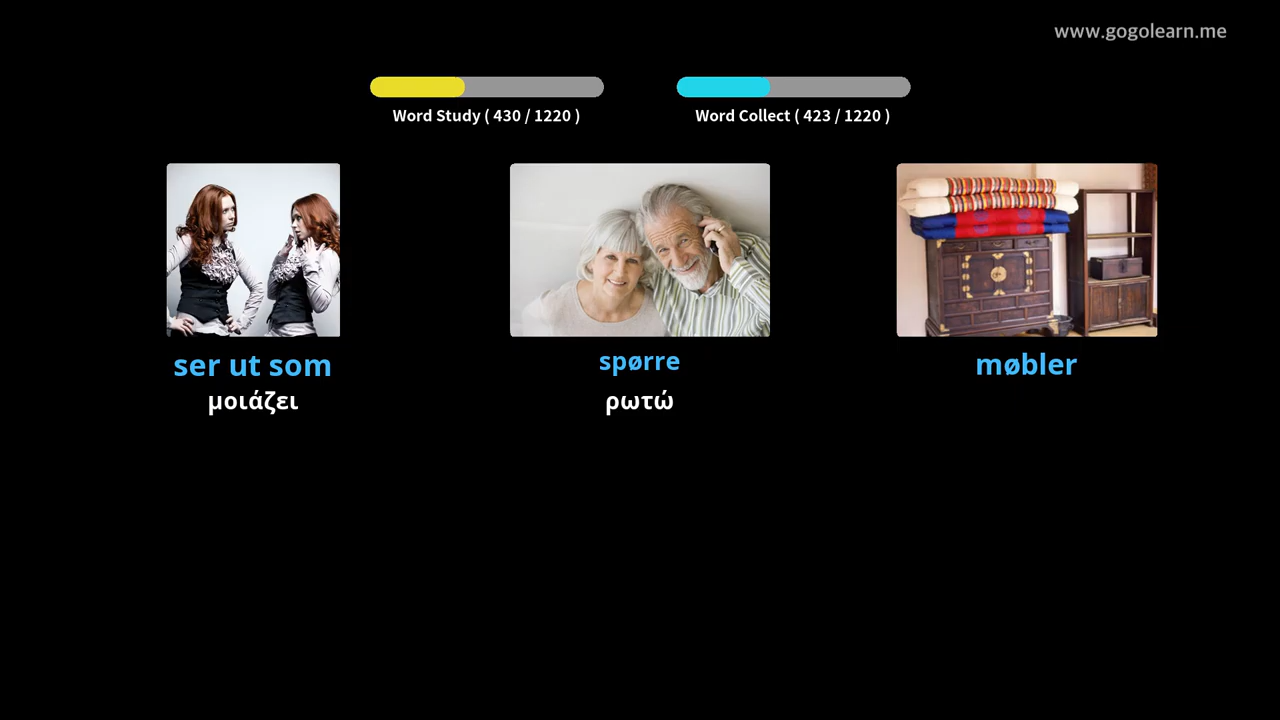 www.gogolearn.me
Word Study ( 430 / 1220 )
Word Collect ( 423 / 1220 )
ser ut som
μοιάζει
spørre
ρωτώ
møbler